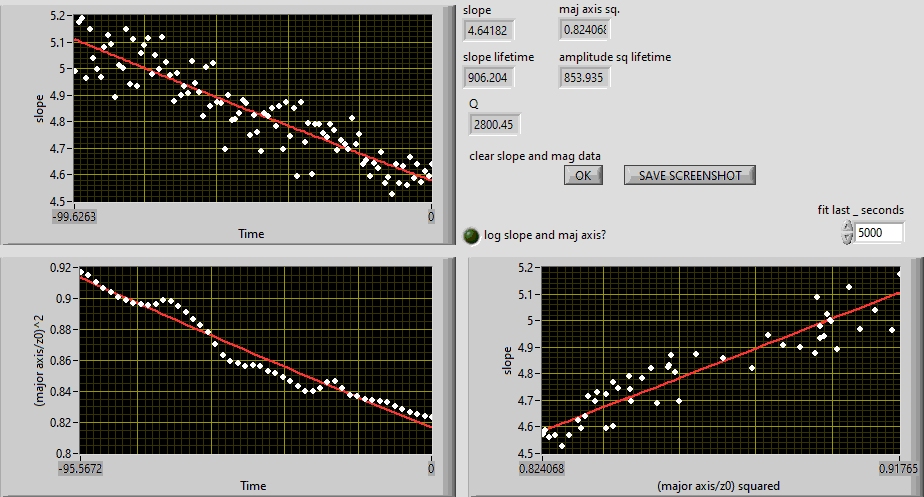 5.2
5.1
5
4.9
4.8
4.7
4.6
4.5
slope
-99.6263
0
Time
slope
maj axis sq.
4.64182
0.824068
slope lifetime
amplitude sq lifetime
906.204
853.935
Q
2800.45
clear slope and mag data
OK
SAVE SCREENSHOT
fit last _ seconds
log slope and maj axis?
5000
0.92
0.9
0.88
0.86
0.84
0.82
0.8
(major axis/z0)^2
-95.5672
0
Time
5.2
5.1
5
4.9
4.8
4.7
4.6
4.5
slope
0.824068
0.91765
(major axis/z0) squared